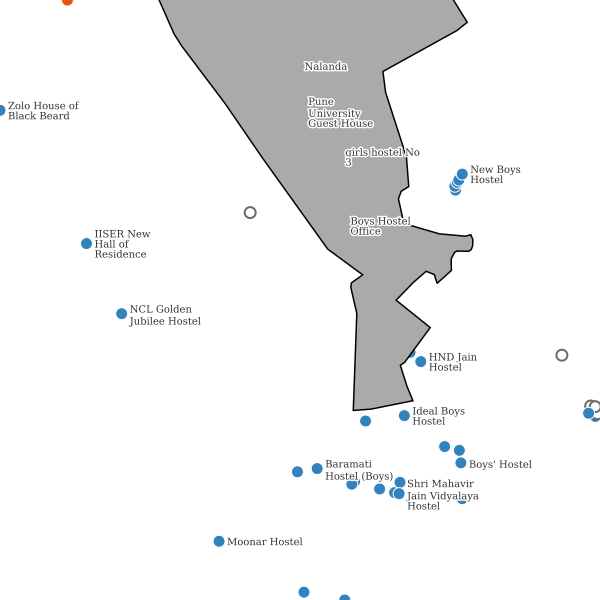 Nalanda
Pune
University
Guest House
Zolo House of
Black Beard
girls hostel No
3
New Boys
Hostel
Boys Hostel
Office
IISER New
Hall of
Residence
NCL Golden
Jubilee Hostel
HND Jain
Hostel
Ideal Boys
Hostel
Baramati
Hostel (Boys)
Boys' Hostel
Shri Mahavir
Jain Vidyalaya
Hostel
Moonar Hostel